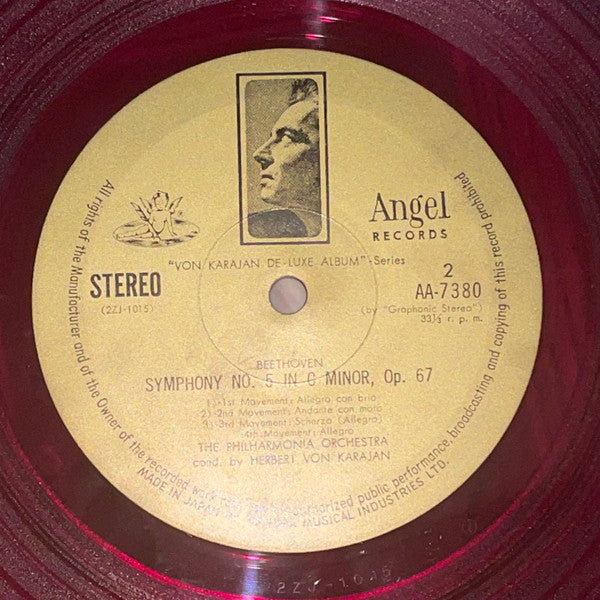 Angel
RECORDS
"VON KARAJAN DE-LUXE ALBUM"-Series
STEREO
(2ZJ-1015)
2
AA-7380
(by "Graphonic Stereo")
33⅓ r. p. m.
BEETHOVEN
SYMPHONY NO. 5 IN C MINOR, Op. 67
1)-1st Movement: Allegro con brio
2)-2nd Movement: Andante con moto
3)-3rd Movement: Scherzo (Allegro)
4th Movement: Allegro
THE PHILHARMONIA ORCHESTRA
cond. by HERBERT VON KARAJAN
All rights of the Manufacturer and of the Owner of the recorded work public performance, broadcasting and copying of this record prohibited
MADE IN JAPAN MUSICAL INDUSTRIES LTD.
2ZJ-1015